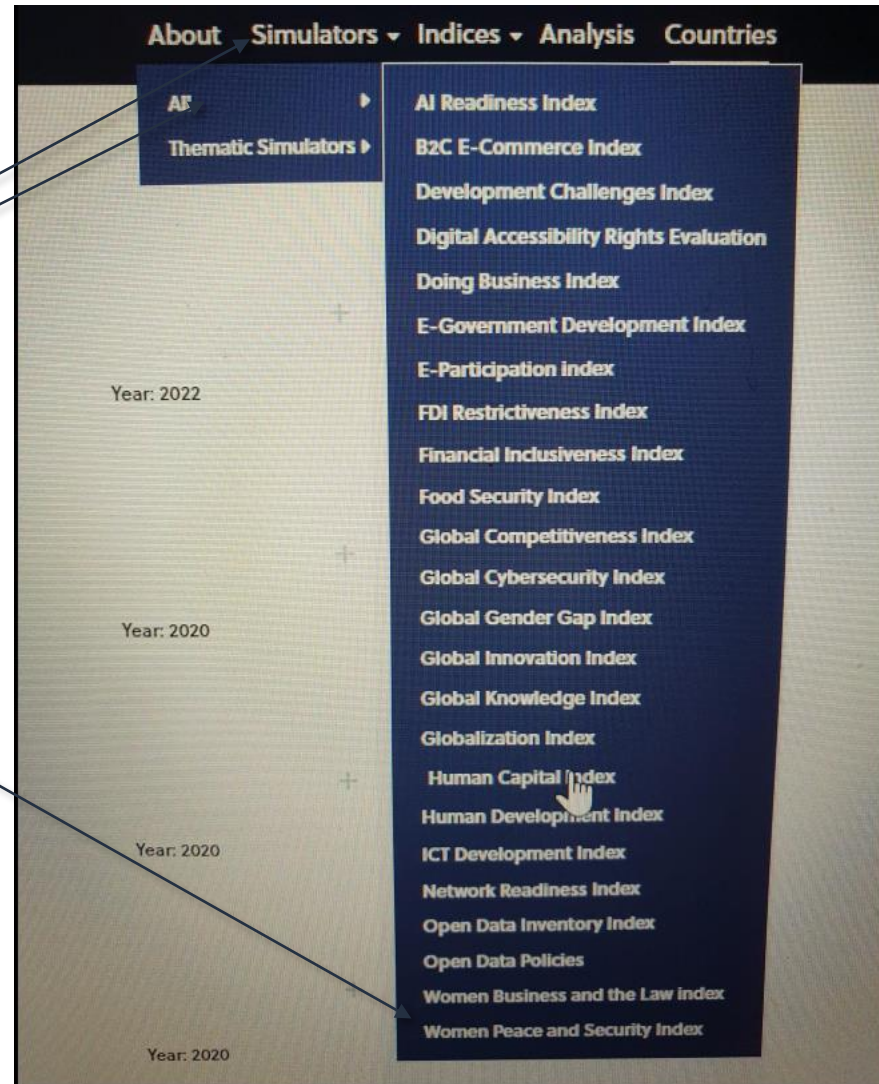 About Simulators Indices Analysis Countries
All
Thematic Simulators
AI Readiness Index
B2C E-Commerce Index
Development Challenges Index
Digital Accessibility Rights Evaluation
Doing Business Index
E-Government Development Index
E-Participation index
FDI Restrictiveness Index
Financial Inclusiveness Index
Food Security Index
Global Competitiveness Index
Global Cybersecurity Index
Global Gender Gap Index
Global Innovation Index
Global Knowledge Index
Globalization Index
Human Capital Index
Human Development Index
ICT Development Index
Network Readiness Index
Open Data Inventory Index
Open Data Policies
Women Business and the Law index
Women Peace and Security Index
Year: 2022
Year: 2020
Year: 2020
Year: 2020